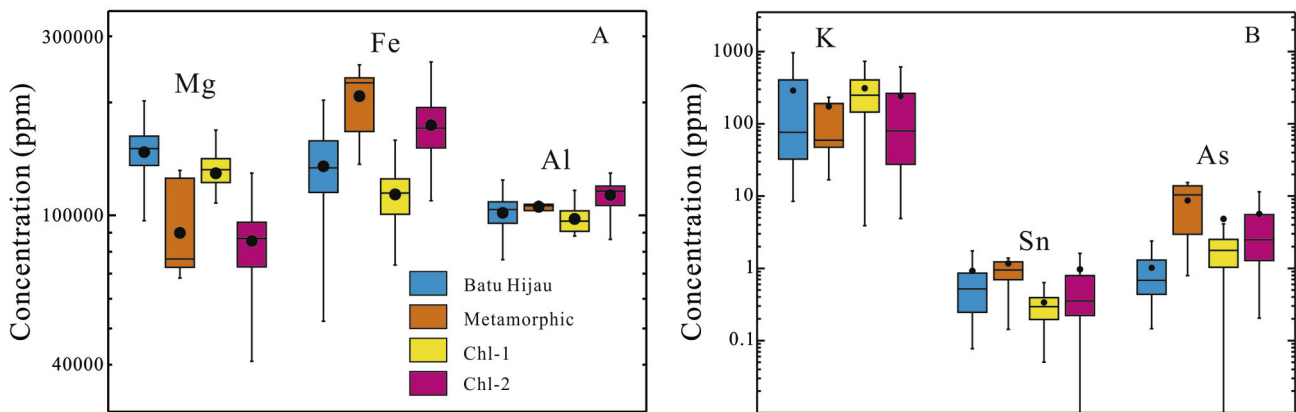 A
300000
Fe
Mg
Concentration (ppm)
Al
100000
Batu Hijau
Metamorphic
Chl-1
40000
Chl-2
B
1000
K
Concentration (ppm)
100
As
10
Sn
1
0.1